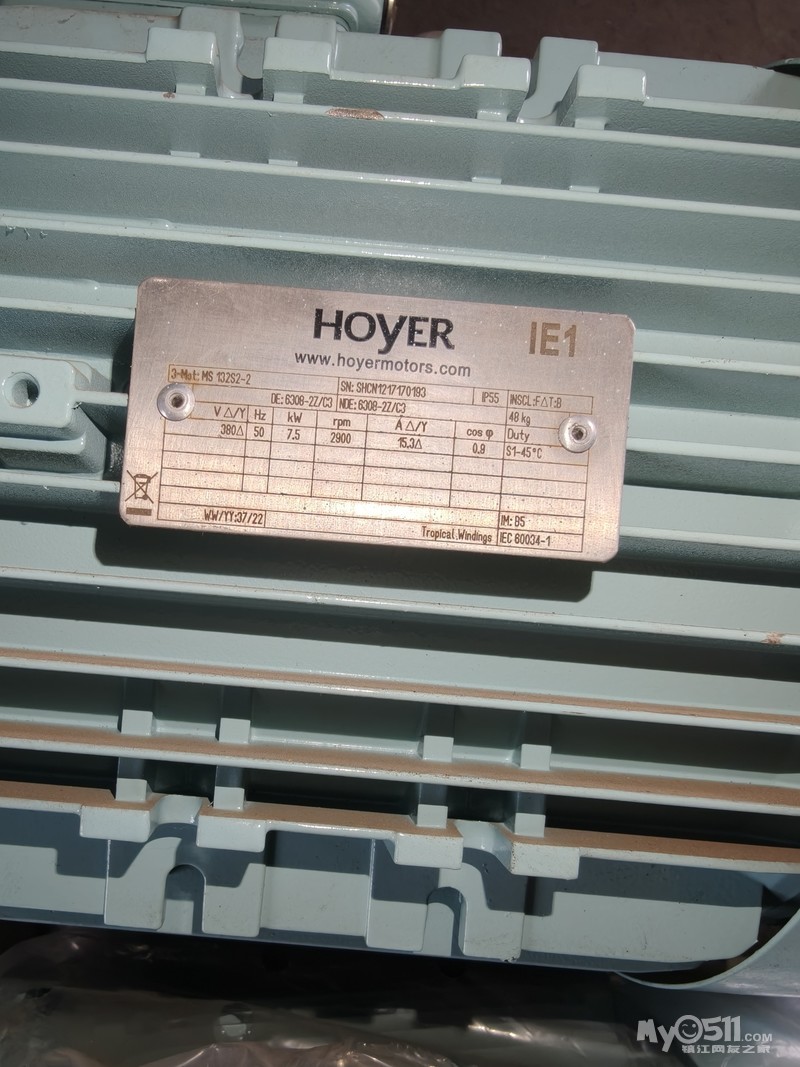 HOYER IE1
www.hoyermotors.com
3~Mot: MS 132S2-2 SN: SHCN1217170193 IP55 INSCL:F△T:B
DE: 6308-2Z/C3 NDE: 6308-2Z/C3 48 kg
V △/Y Hz kW rpm A △/Y cos φ Duty
380△ 50 7.5 2900 15.3△ 0.9 S1-45°C
WW/YY:37/22 IM: B5
Tropical Windings IEC 60034-1
MyO511.COM
镇江网友之家